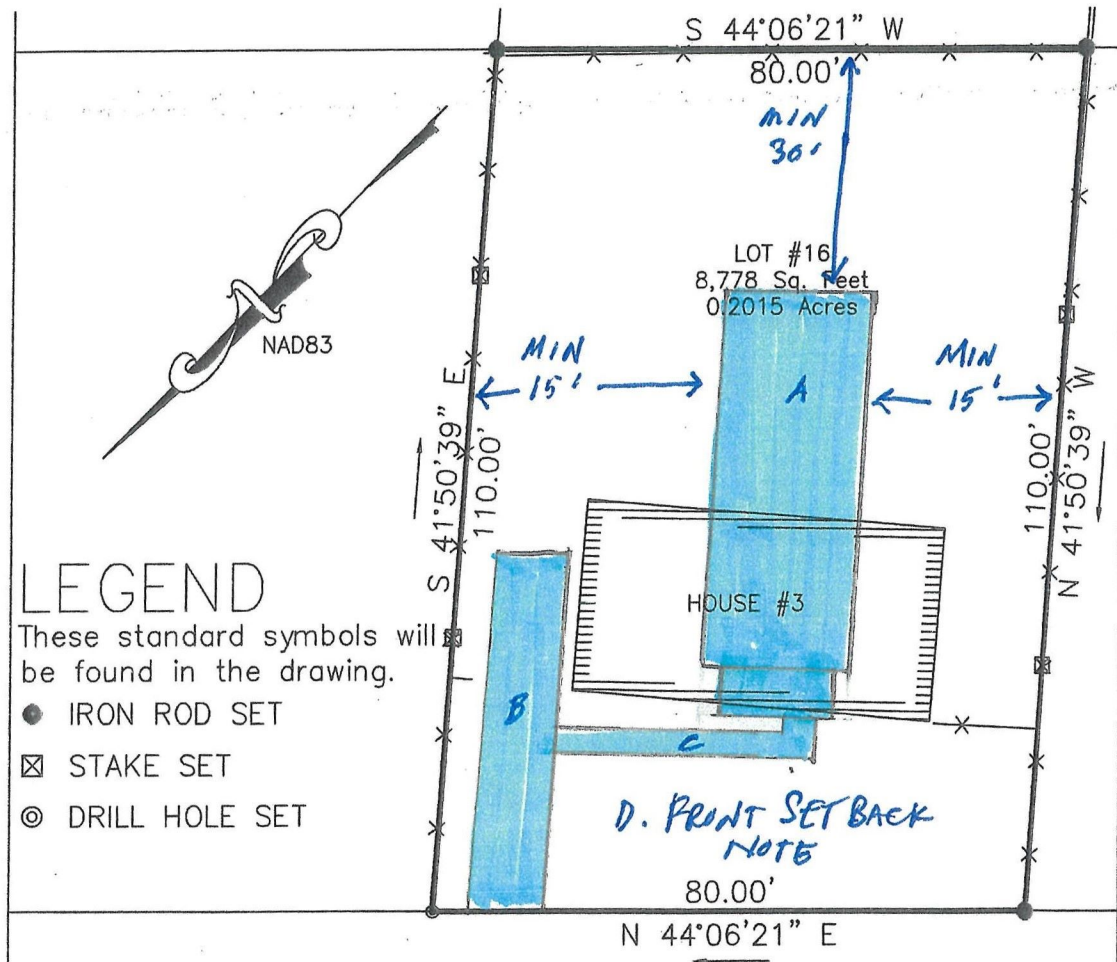 S 44°06'21" W
80.00'
MIN
30'
LOT #16
8,778 Sq. Feet
0.2015 Acres
NAD83
MIN
15'
A
MIN
15'
S 41°50'39" E
110.00'
110.00'
N 41°50'39" W
HOUSE #3
LEGEND
These standard symbols will
be found in the drawing.
IRON ROD SET
STAKE SET
DRILL HOLE SET
B
C
D. FRONT SETBACK
NOTE
80.00'
N 44°06'21" E